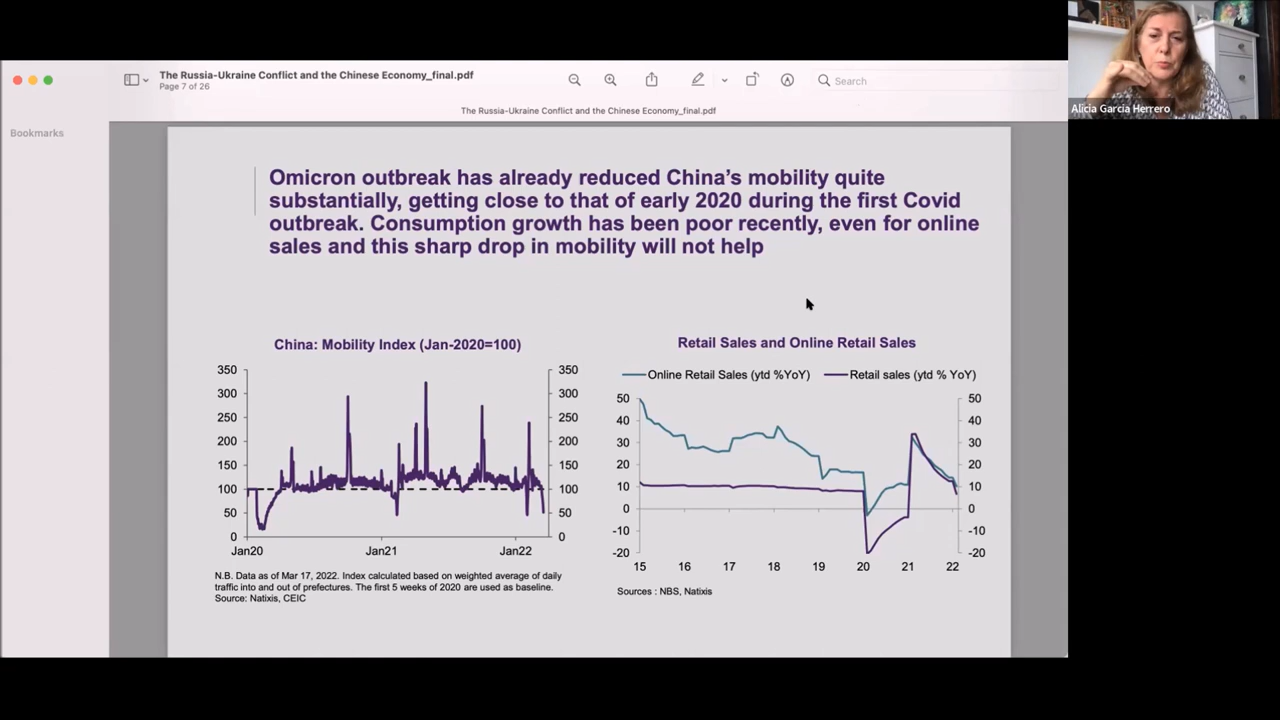 The Russia-Ukraine Conflict and the Chinese Economy_final.pdf
Page 7 of 26
Search
Alicia Garcia Herrero
The Russia-Ukraine Conflict and the Chinese Economy_final.pdf
Bookmarks
Omicron outbreak has already reduced China's mobility quite
substantially, getting close to that of early 2020 during the first Covid
outbreak. Consumption growth has been poor recently, even for online
sales and this sharp drop in mobility will not help
China: Mobility Index (Jan-2020=100)
350 350
300 300
250 250
200 200
150 150
100 100
50 50
0 0
Jan20 Jan21 Jan22
N.B. Data as of Mar 17, 2022. Index calculated based on weighted average of daily
traffic into and out of prefectures. The first 5 weeks of 2020 are used as baseline.
Source: Natixis, CEIC
Retail Sales and Online Retail Sales
Online Retail Sales (ytd %YoY) Retail sales (ytd % YoY)
50 50
40 40
30 30
20 20
10 10
0 0
-10 -10
-20 -20
15 16 17 18 19 20 21 22
Sources : NBS, Natixis